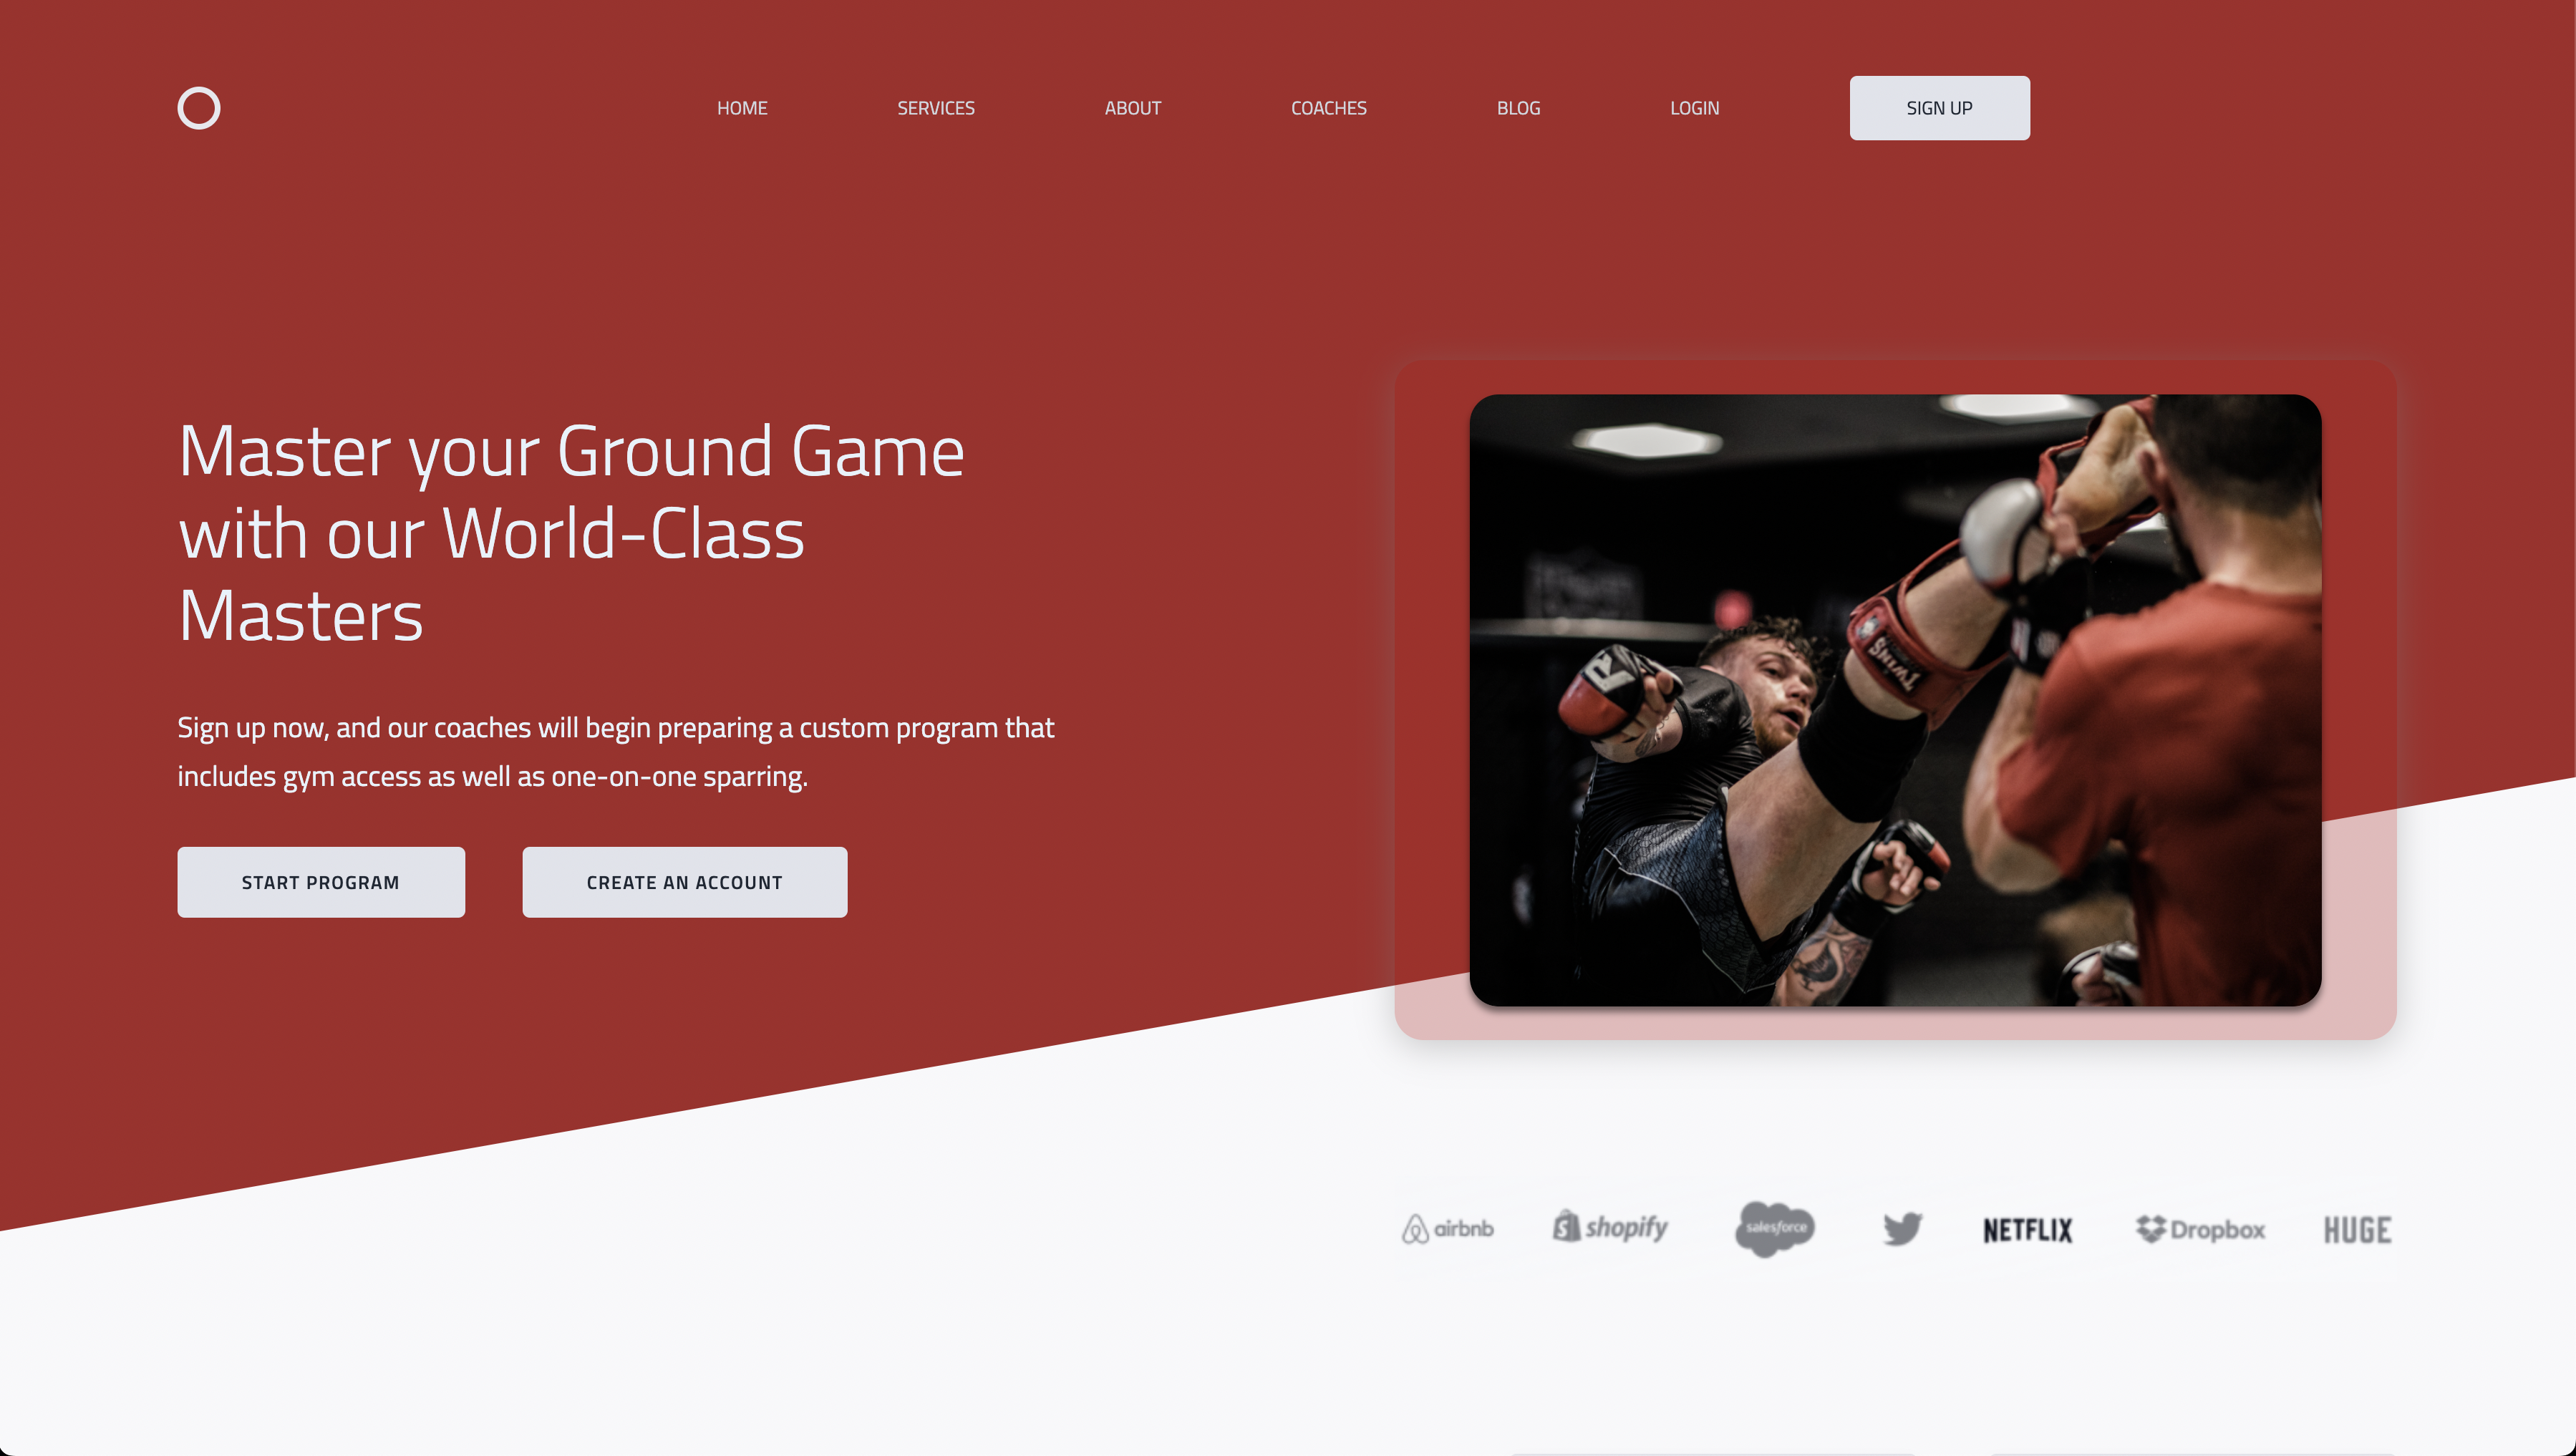 HOME SERVICES ABOUT COACHES BLOG LOGIN SIGN UP
Master your Ground Game
with our World-Class
Masters
Sign up now, and our coaches will begin preparing a custom program that
includes gym access as well as one-on-one sparring.
START PROGRAM CREATE AN ACCOUNT
TWINS
airbnb shopify salesforce NETFLIX Dropbox HUGE